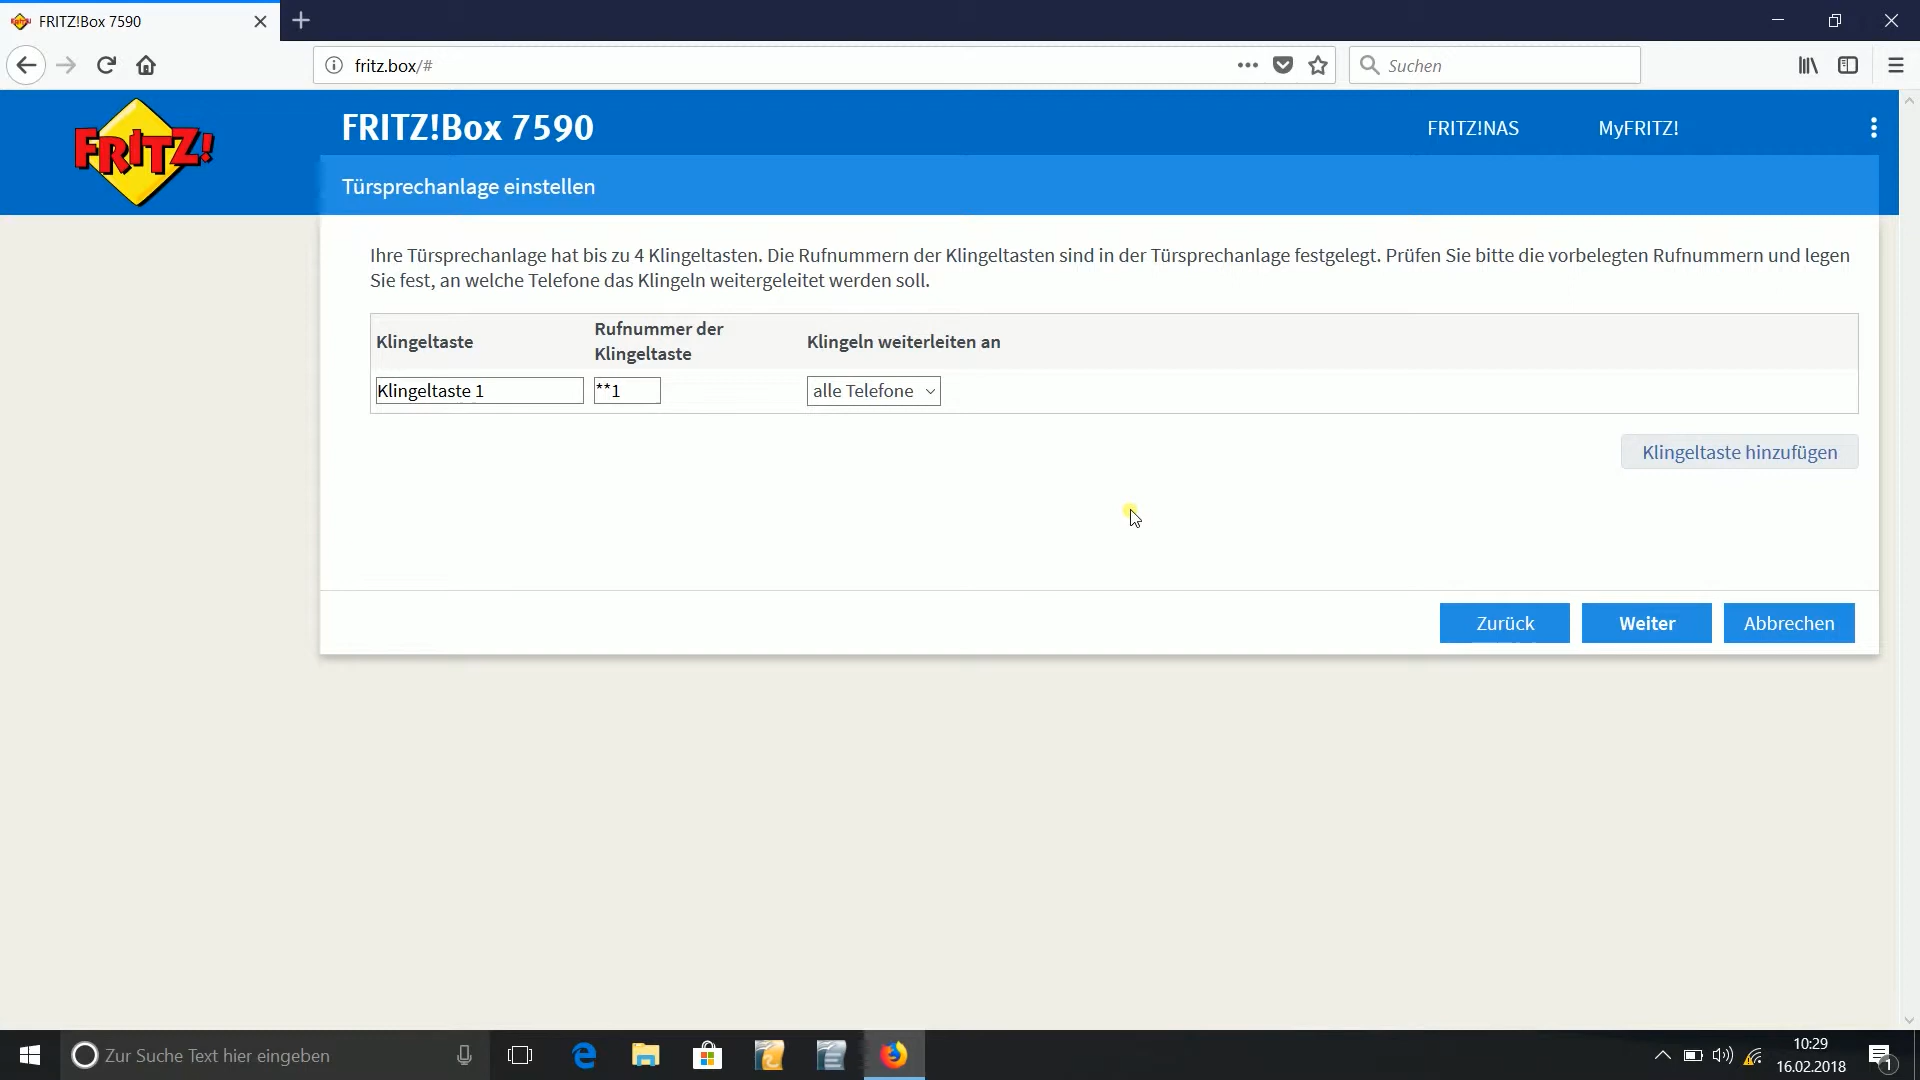 FRITZ!Box 7590
fritz.box/#
Suchen
FRITZ!
FRITZ!Box 7590
FRITZ!NAS
MyFRITZ!
Türsprechanlage einstellen
Ihre Türsprechanlage hat bis zu 4 Klingeltasten. Die Rufnummern der Klingeltasten sind in der Türsprechanlage festgelegt. Prüfen Sie bitte die vorbelegten Rufnummern und legen
Sie fest, an welche Telefone das Klingeln weitergeleitet werden soll.
Klingeltaste
Rufnummer der
Klingeltaste
Klingeln weiterleiten an
Klingeltaste 1
**1
alle Telefone
Klingeltaste hinzufügen
Zurück
Weiter
Abbrechen
Zur Suche Text hier eingeben
10:29
16.02.2018
1